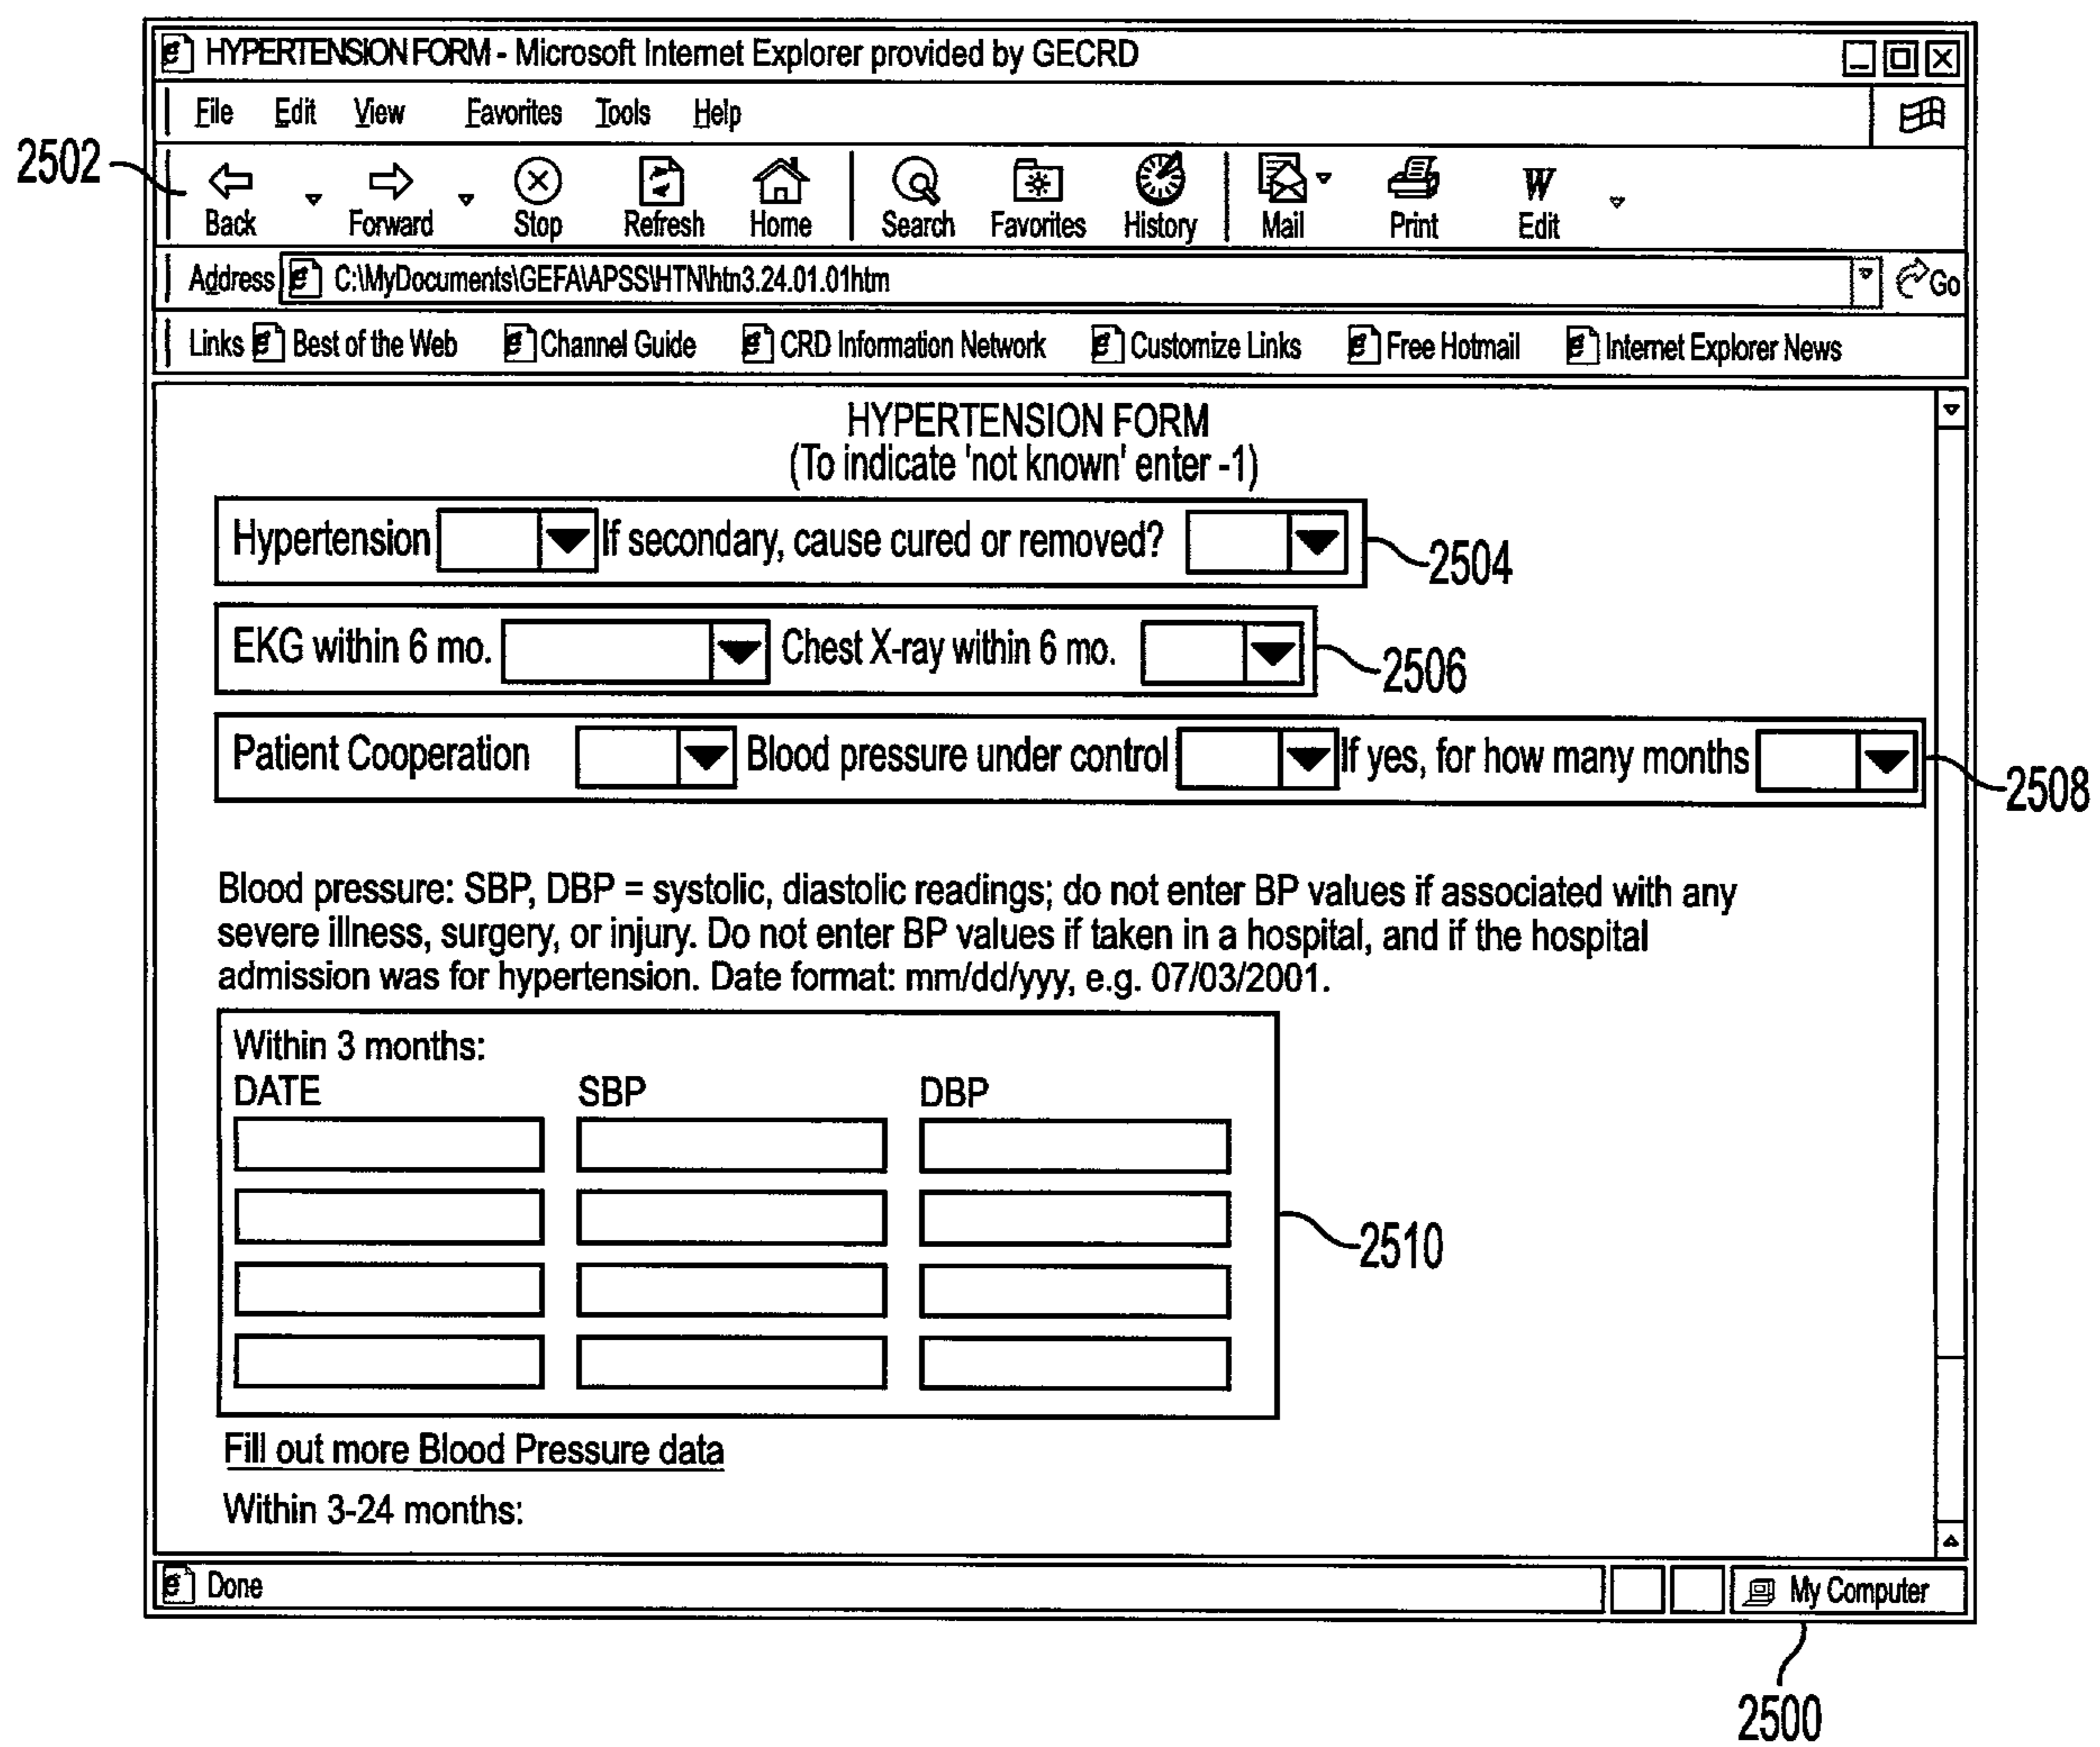 HYPERTENSION FORM - Microsoft Internet Explorer provided by GECRD
File Edit View Favorites Tools Help
2502
Back Forward Stop Refresh Home Search Favorites History Mail Print Edit
Address C:\MyDocuments\GEFA\APSS\HTN\htn3.24.01.01htm Go
Links Best of the Web Channel Guide CRD Information Network Customize Links Free Hotmail Internet Explorer News
HYPERTENSION FORM
(To indicate 'not known' enter -1)
Hypertension If secondary, cause cured or removed? 2504
EKG within 6 mo. Chest X-ray within 6 mo. 2506
Patient Cooperation Blood pressure under control If yes, for how many months 2508
Blood pressure: SBP, DBP = systolic, diastolic readings; do not enter BP values if associated with any
severe illness, surgery, or injury. Do not enter BP values if taken in a hospital, and if the hospital
admission was for hypertension. Date format: mm/dd/yyy, e.g. 07/03/2001.
Within 3 months:
DATE SBP DBP
2510
Fill out more Blood Pressure data
Within 3-24 months:
Done My Computer
2500